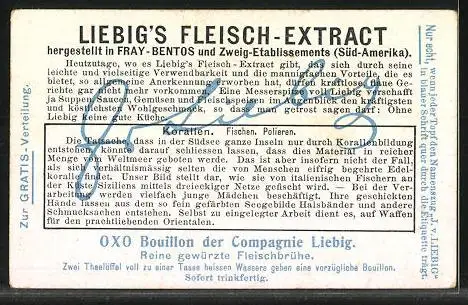 LIEBIG'S FLEISCH-EXTRACT
hergestellt in FRAY-BENTOS und Zweig-Etablissements (Süd-Amerika).
Heutzutage, wo es Liebig's Fleisch-Extract gibt, das sich durch seine
leichte und vielseitige Verwendbarkeit und die mannigfachen Vorteile, die es
bietet, so allgemeine Anerkennung erworben hat, dürfen kraftlose, faue Ge-
richte gar nicht mehr vorkommen. Eine Messerspitze voll verhilft dauerhaft
ja Suppen, Saucen, Gemüsen und Fleischspeisen im Augenblick den kräftigsten
und köstlichsten Wohlgeschmack, so dass man getrost sagen darf: Ohne
Liebig keine gute Küche.
Korallen. Fischen. Polieren.
Die Tatsache, dass in der Südsee ganze Inseln nur durch Korallenbildung
entstehen, könnte darauf schliessen lassen, dass dies Material in reicher
Menge vom Weltmeer geboten werde. Das ist aber insofern nicht der Fall,
als sie verhältnismässig selten die von Menschen eifrig begehrte Edel-
koralle findet. Unser Bild stellt dar, wie sie von italienischen Fischern an
der Küste Siziliens mittels dreieckiger Netze gefischt wird. — Bei der Ver-
arbeitung werden vielfach junge Mädchen beschäftigt. Ihre geschickten
Hände lassen aus dem so fein gefärbten Seegebilde Halsbänder und andere
Schmucksachen entstehen. Selbst zu eingelegter Arbeit dient es, auf Waffen
für den prachtliebenden Orientalen.
OXO Bouillon der Compagnie Liebig.
Reine gewürzte Fleischbrühe.
Zwei Theelöffel voll zu einer Tasse heissen Wassers geben eine vorzügliche Bouillon.
Sofort trinkfertig.
Zur GRATIS-Verteilung.
Nur echt, wenn jeder Topf den Namenszug „J. v. LIEBIG"
in blauer Schrift quer durch die Etiquette trägt.
J v Liebig